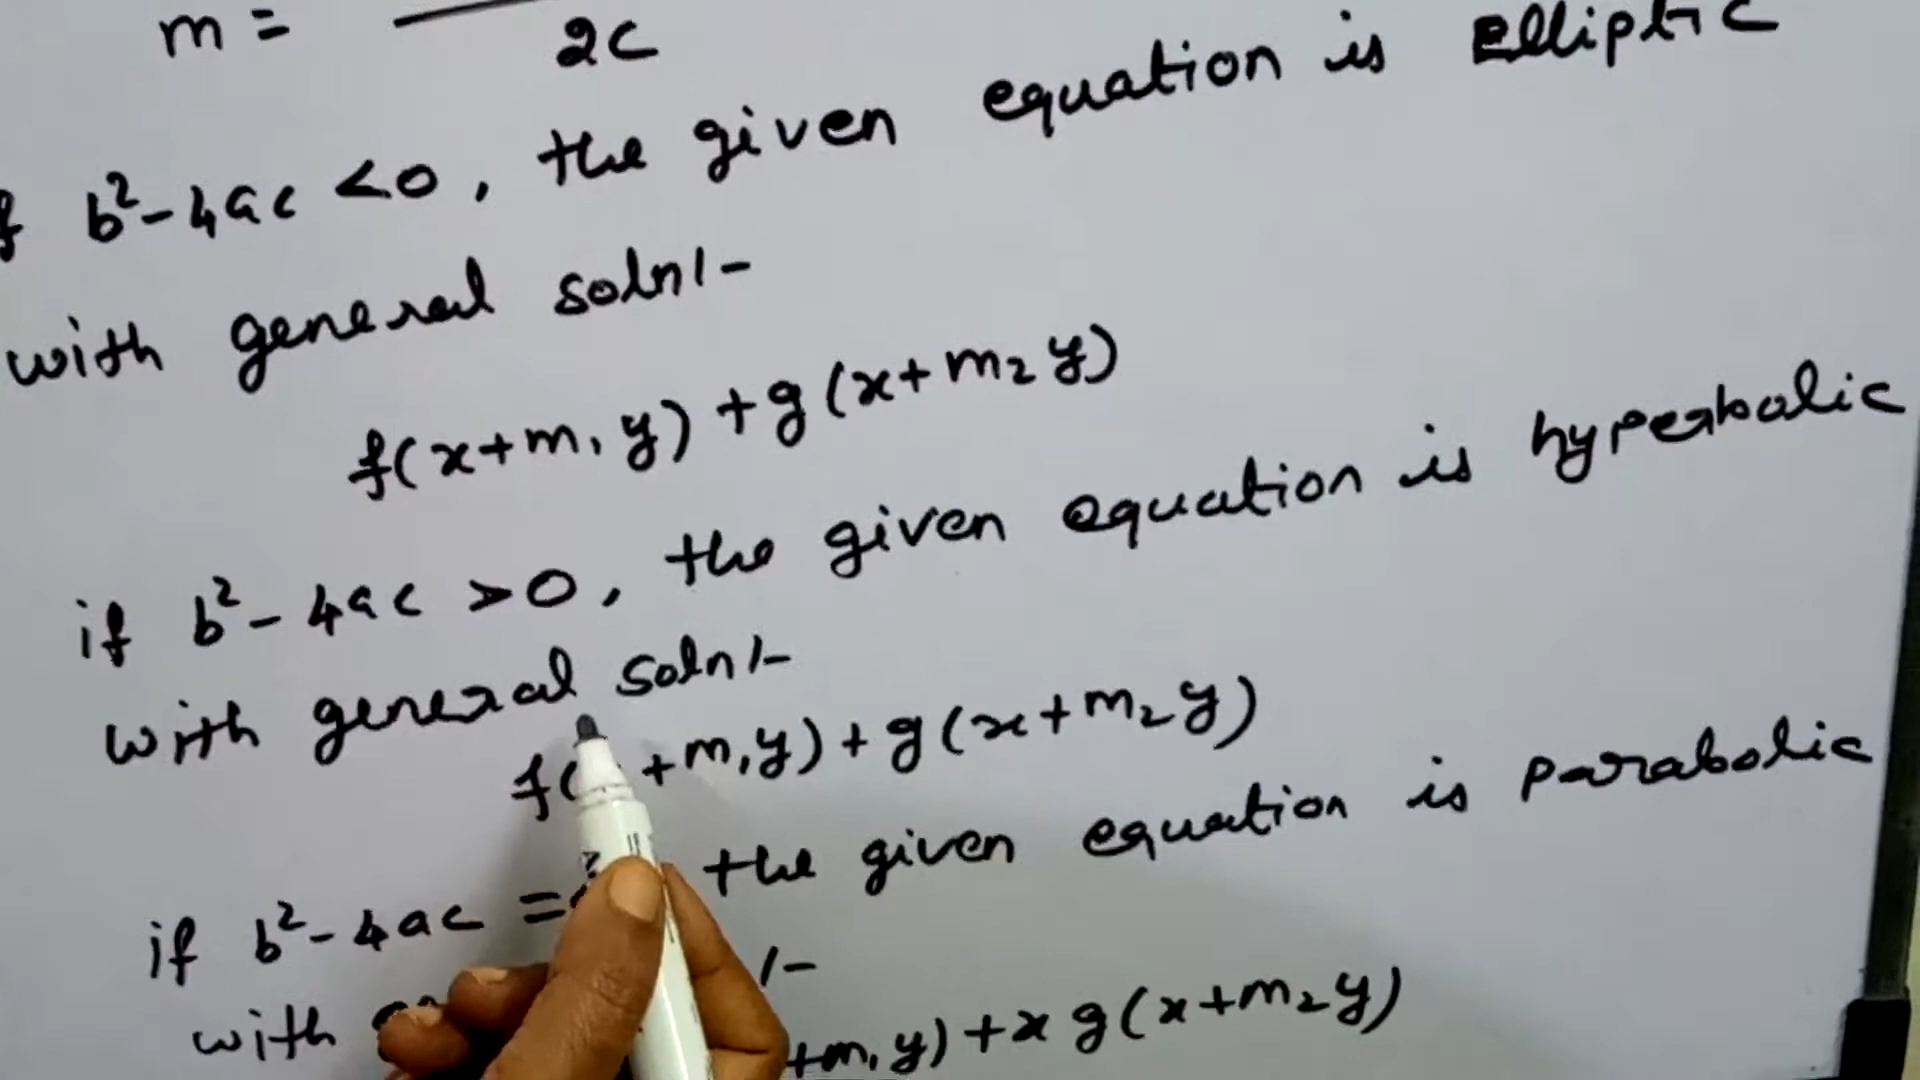 m =
2c
b²-4ac <0, the given equation is Elliptic
with general soln:-
f(x+m₁y)+g(x+m₂y)
if b²-4ac >0, the given equation is hyperbolic
with general soln:-
f( +m₁y)+g(x+m₂y)
if b²-4ac = the given equation is parabolic
with :-
+m₁y)+x g(x+m₂y)